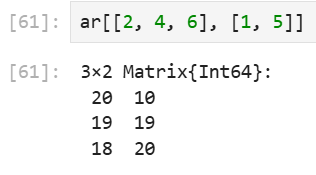 [61]: ar[[2, 4, 6], [1, 5]]
[61]: 3×2 Matrix{Int64}:
20 10
19 19
18 20